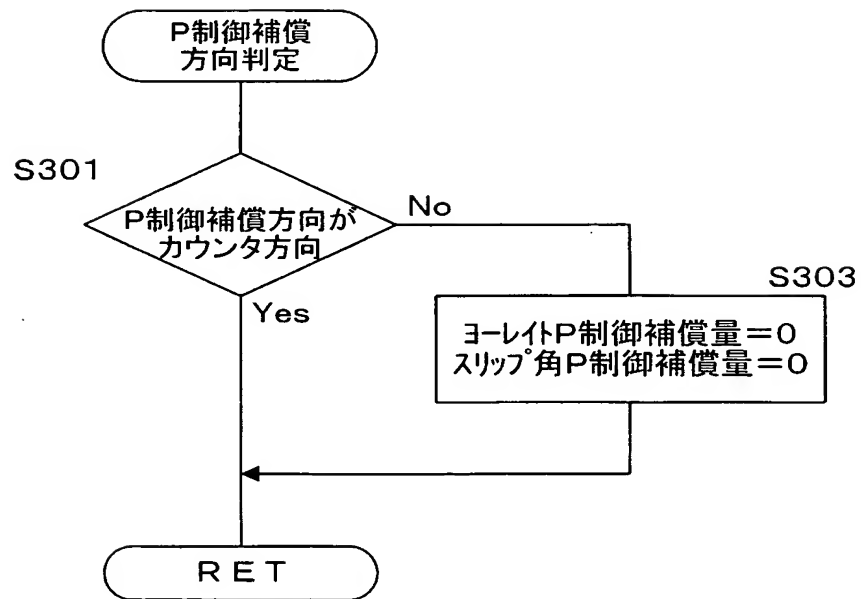 P制御補償
方向判定
S301
P制御補償方向が
カウンタ方向
No
Yes
S303
ヨーレイトP制御補償量=0
スリップ角P制御補償量=0
RET